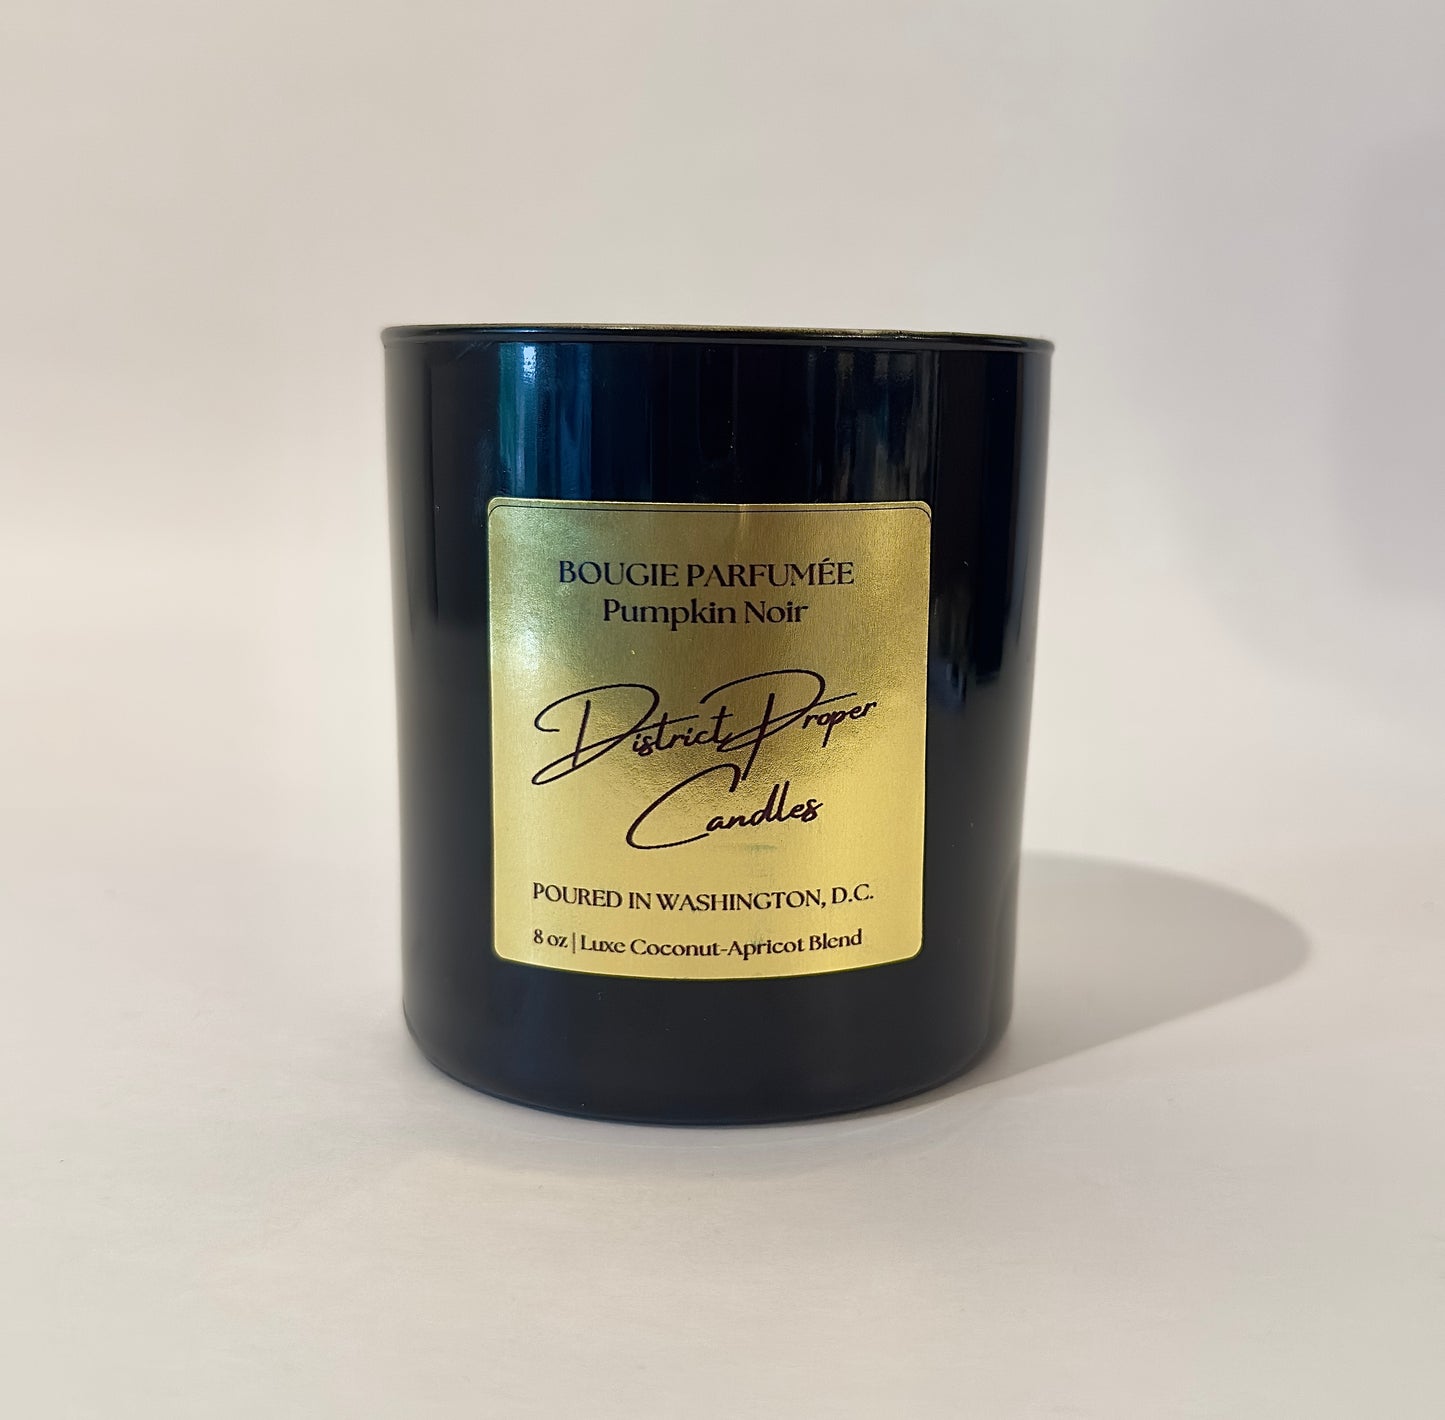 BOUGIE PARFUMÉE
Pumpkin Noir
District Proper
Candles
POURED IN WASHINGTON, D.C.
8 oz | Luxe Coconut-Apricot Blend